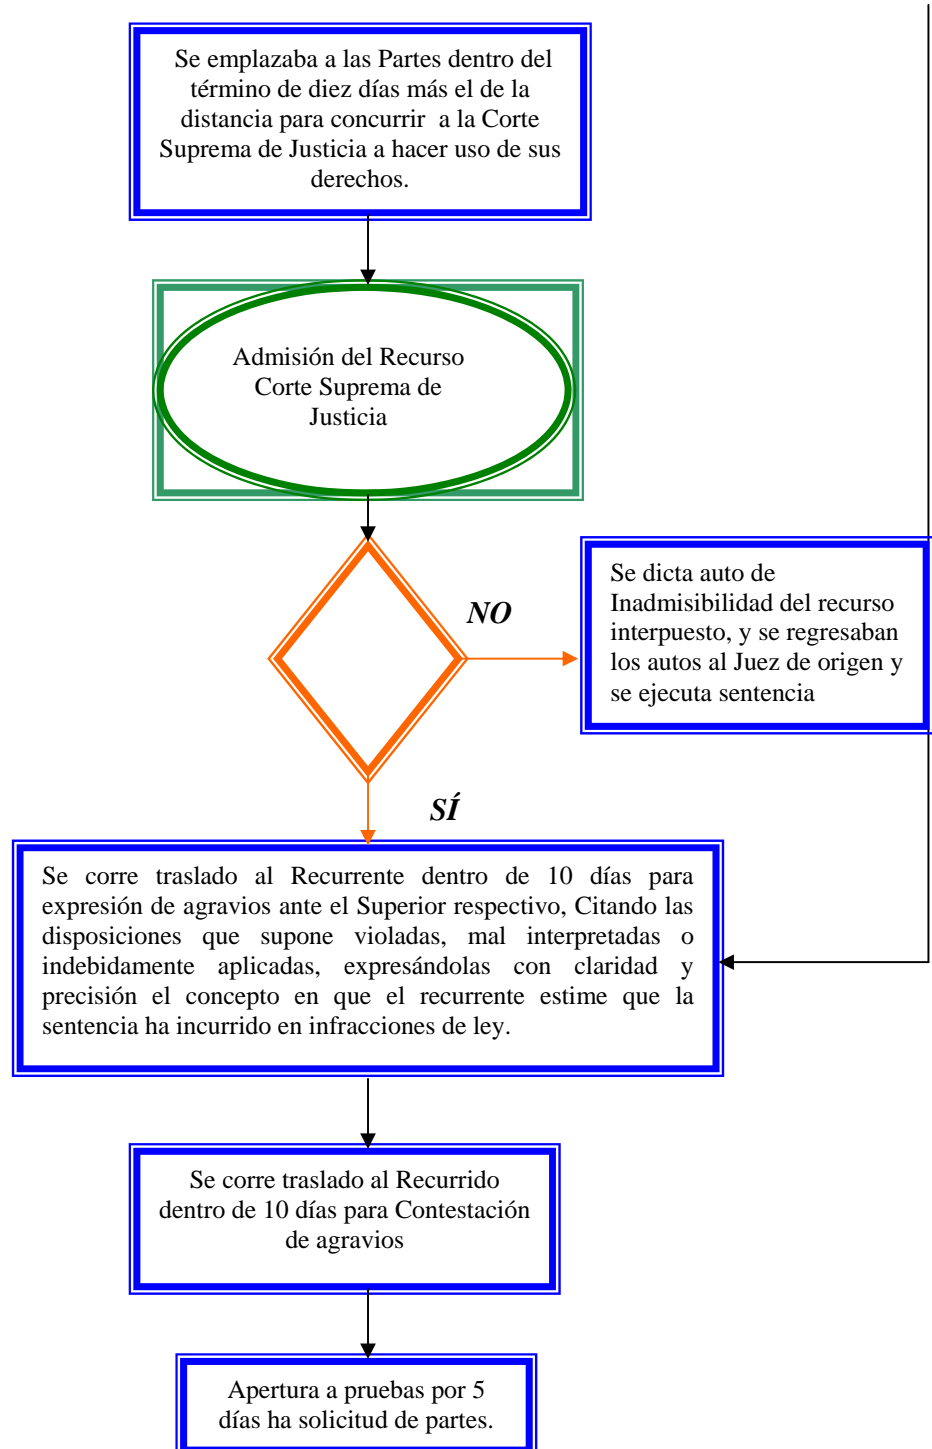 Se emplazaba a las Partes dentro del
término de diez días más el de la
distancia para concurrir a la Corte
Suprema de Justicia a hacer uso de sus
derechos.
Admisión del Recurso
Corte Suprema de
Justicia
NO
Se dicta auto de
Inadmisibilidad del recurso
interpuesto, y se regresaban
los autos al Juez de origen y
se ejecuta sentencia
SÍ
Se corre traslado al Recurrente dentro de 10 días para
expresión de agravios ante el Superior respectivo, Citando las
disposiciones que supone violadas, mal interpretadas o
indebidamente aplicadas, expresándolas con claridad y
precisión el concepto en que el recurrente estime que la
sentencia ha incurrido en infracciones de ley.
Se corre traslado al Recurrido
dentro de 10 días para Contestación
de agravios
Apertura a pruebas por 5
días ha solicitud de partes.